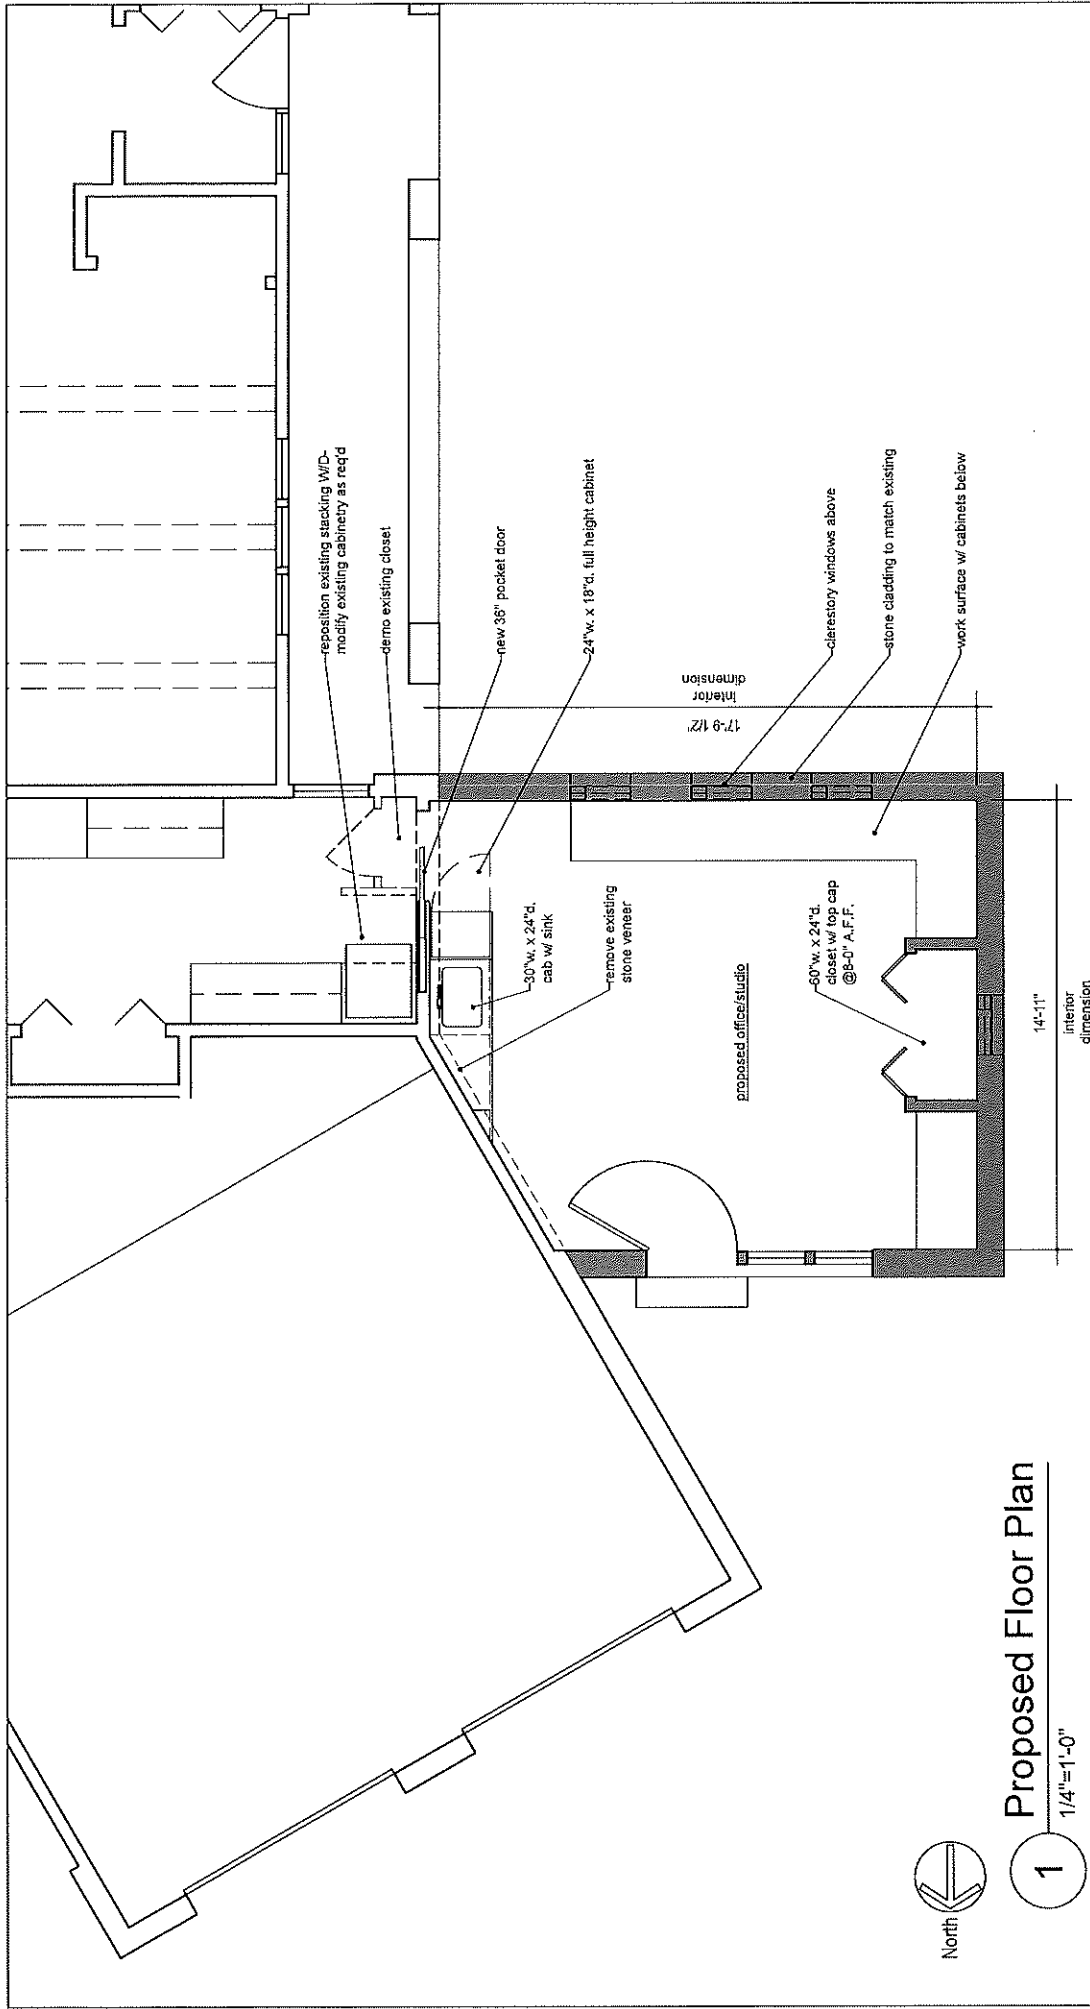 reposition existing stacking W/D-
modify existing cabinetry as req'd
demo existing closet
new 36" pocket door
24"w. x 18"d. full height cabinet
30"w. x 24"d.
cab w/ sink
remove existing
stone veneer
17'-9 1/2"
interior
dimension
clerestory windows above
stone cladding to match existing
work surface w/ cabinets below
proposed office/studio
60"w. x 24"d.
closet w/ top cap
@8-0" A.F.F.
14'-11"
interior
dimension
North
1
Proposed Floor Plan
1/4"=1'-0"